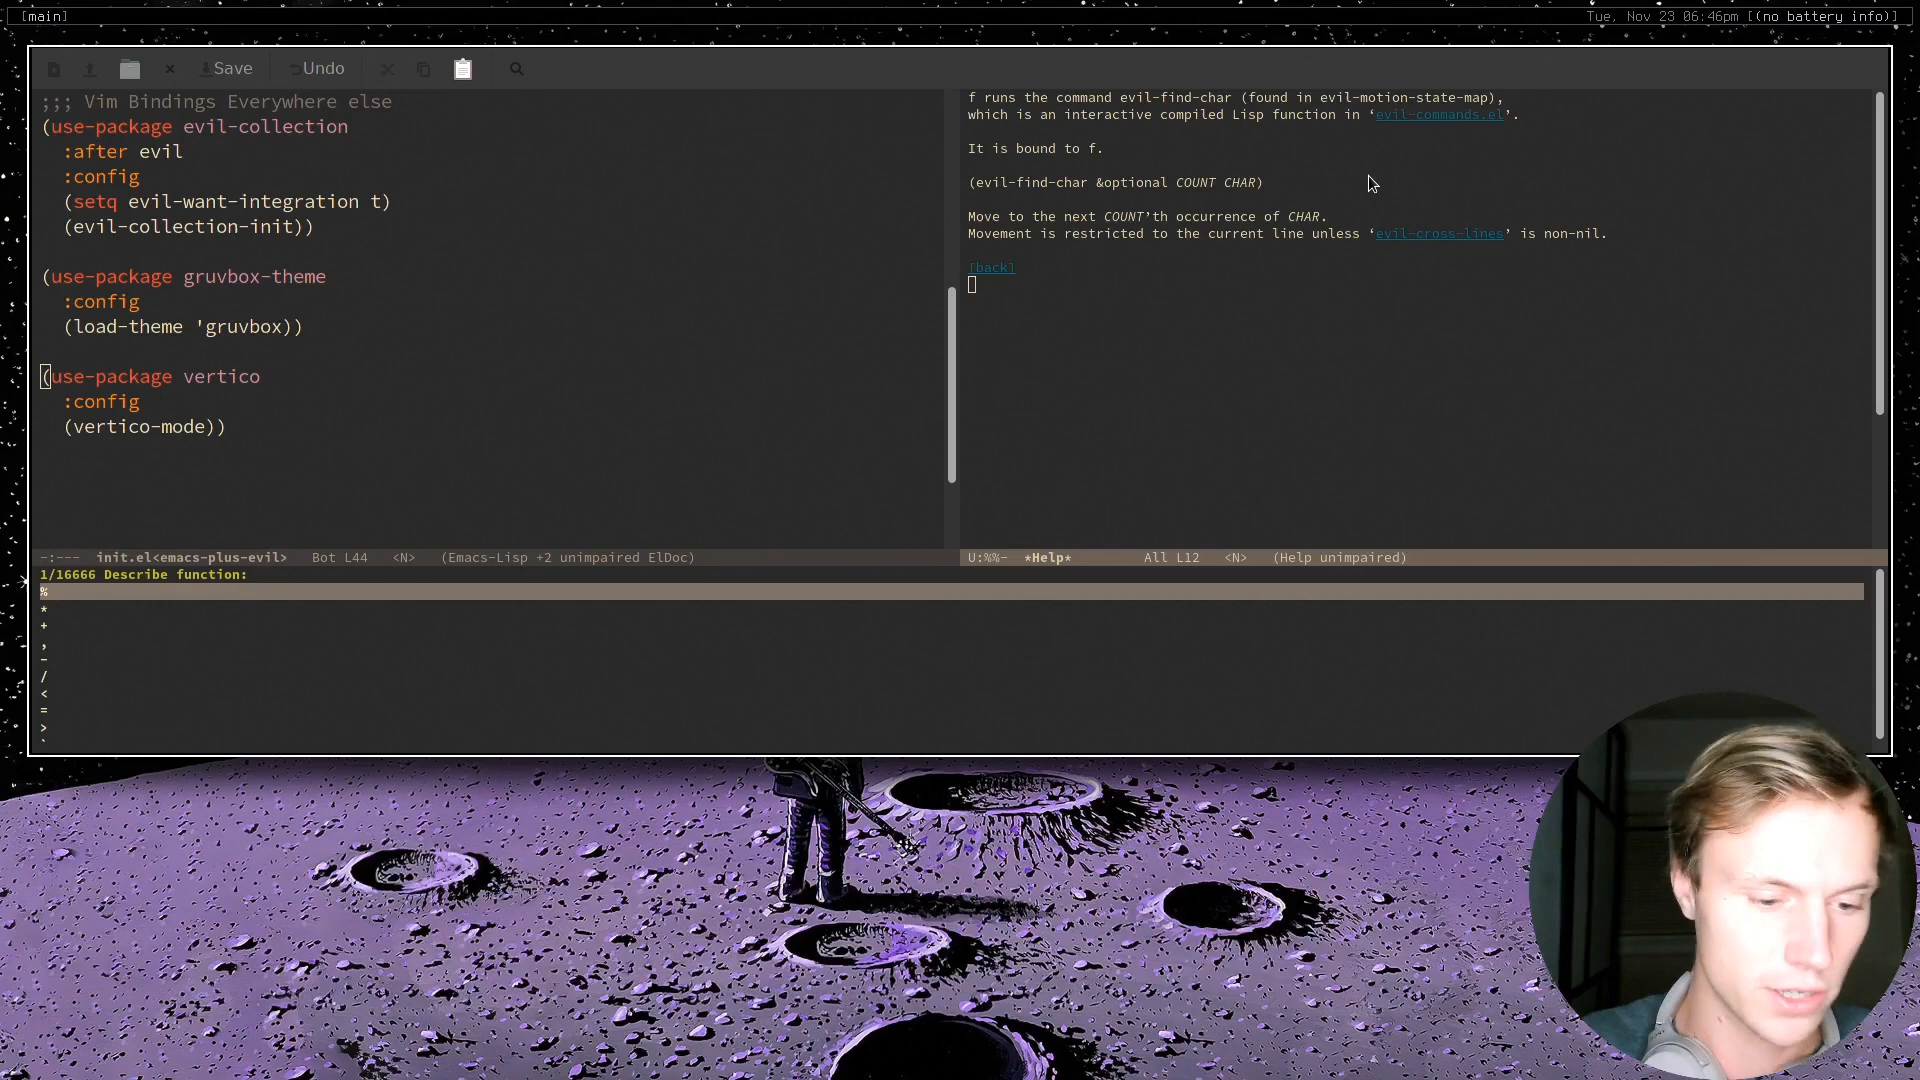 [main]
Tue, Nov 23 06:46pm [(no battery info)]
Save
Undo
;;; Vim Bindings Everywhere else
(use-package evil-collection
  :after evil
  :config
  (setq evil-want-integration t)
  (evil-collection-init))
(use-package gruvbox-theme
  :config
  (load-theme 'gruvbox))
(use-package vertico
  :config
  (vertico-mode))
-:---  init.el<emacs-plus-evil>   Bot L44   <N>   (Emacs-Lisp +2 unimpaired ElDoc)
f runs the command evil-find-char (found in evil-motion-state-map),
which is an interactive compiled Lisp function in ‘evil-commands.el’.
It is bound to f.
(evil-find-char &optional COUNT CHAR)
Move to the next COUNT’th occurrence of CHAR.
Movement is restricted to the current line unless ‘evil-cross-lines’ is non-nil.
[back]
U:%%-  *Help*         All L12   <N>   (Help unimpaired)
1/16666 Describe function:
%
*
+
,
-
/
<
=
>
`